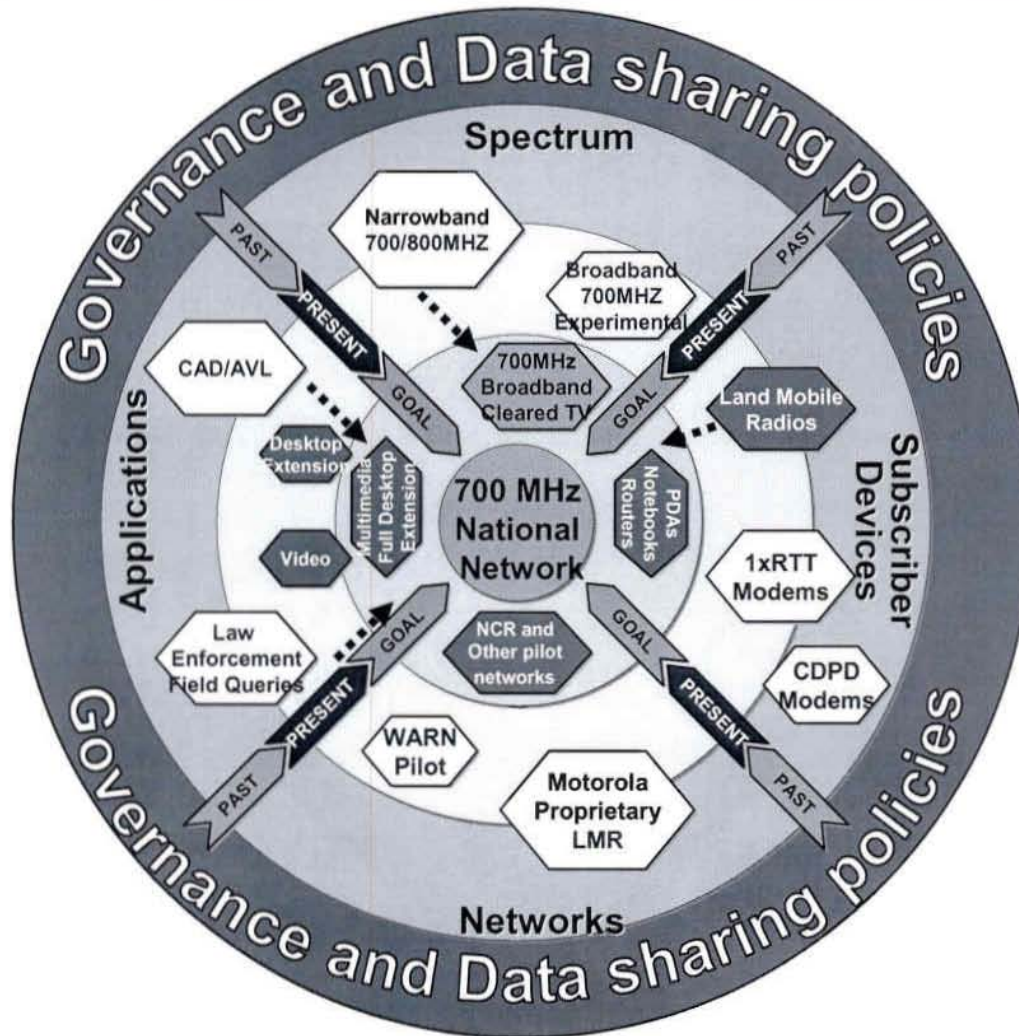 Governance and Data sharing policies
Spectrum
Narrowband
700/800MHZ
Broadband
700MHZ
Experimental
700MHz
Broadband
Cleared TV
PAST
PRESENT
GOAL
PAST
PRESENT
GOAL
Applications
CAD/AVL
Desktop
Extension
Video
Multimedia
Full Desktop
Extension
Law
Enforcement
Field Queries
700 MHz
National
Network
Subscriber
Devices
Land Mobile
Radios
PDAs
Notebooks
Routers
1xRTT
Modems
CDPD
Modems
GOAL
PRESENT
PAST
GOAL
PRESENT
PAST
NCR and
Other pilot
networks
WARN
Pilot
Motorola
Proprietary
LMR
Networks
Governance and Data sharing policies